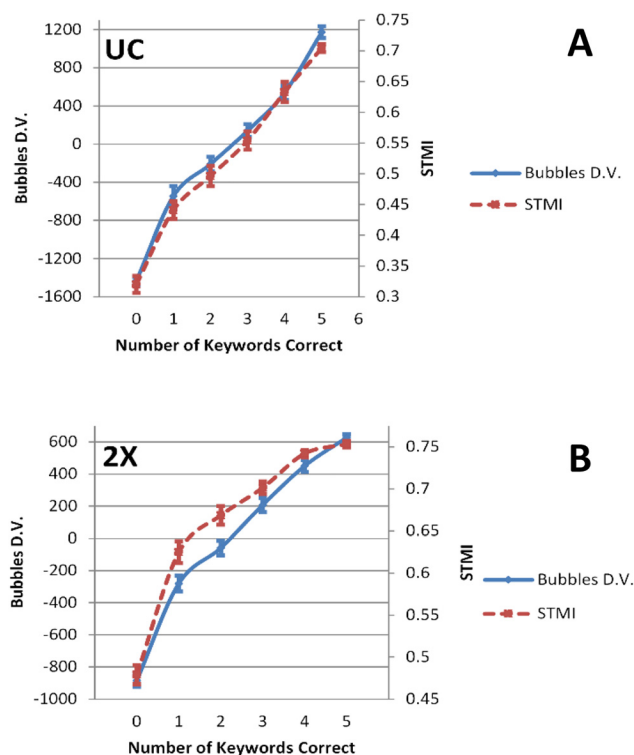 UC
A
1200
800
400
0
-400
-800
-1200
-1600
Bubbles D.V.
0.75
0.7
0.65
0.6
0.55
0.5
0.45
0.4
0.35
0.3
STMI
0 1 2 3 4 5 6
Number of Keywords Correct
Bubbles D.V.
STMI
2X
B
600
400
200
0
-200
-400
-600
-800
-1000
Bubbles D.V.
0.75
0.7
0.65
0.6
0.55
0.5
0.45
STMI
0 1 2 3 4 5
Number of Keywords Correct
Bubbles D.V.
STMI